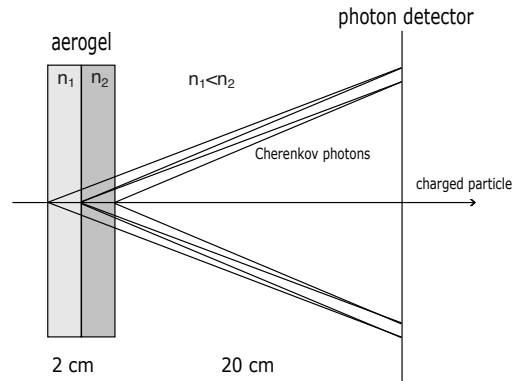 photon detector
aerogel
n1 n2 n1<n2
Cherenkov photons
charged particle
2 cm 20 cm